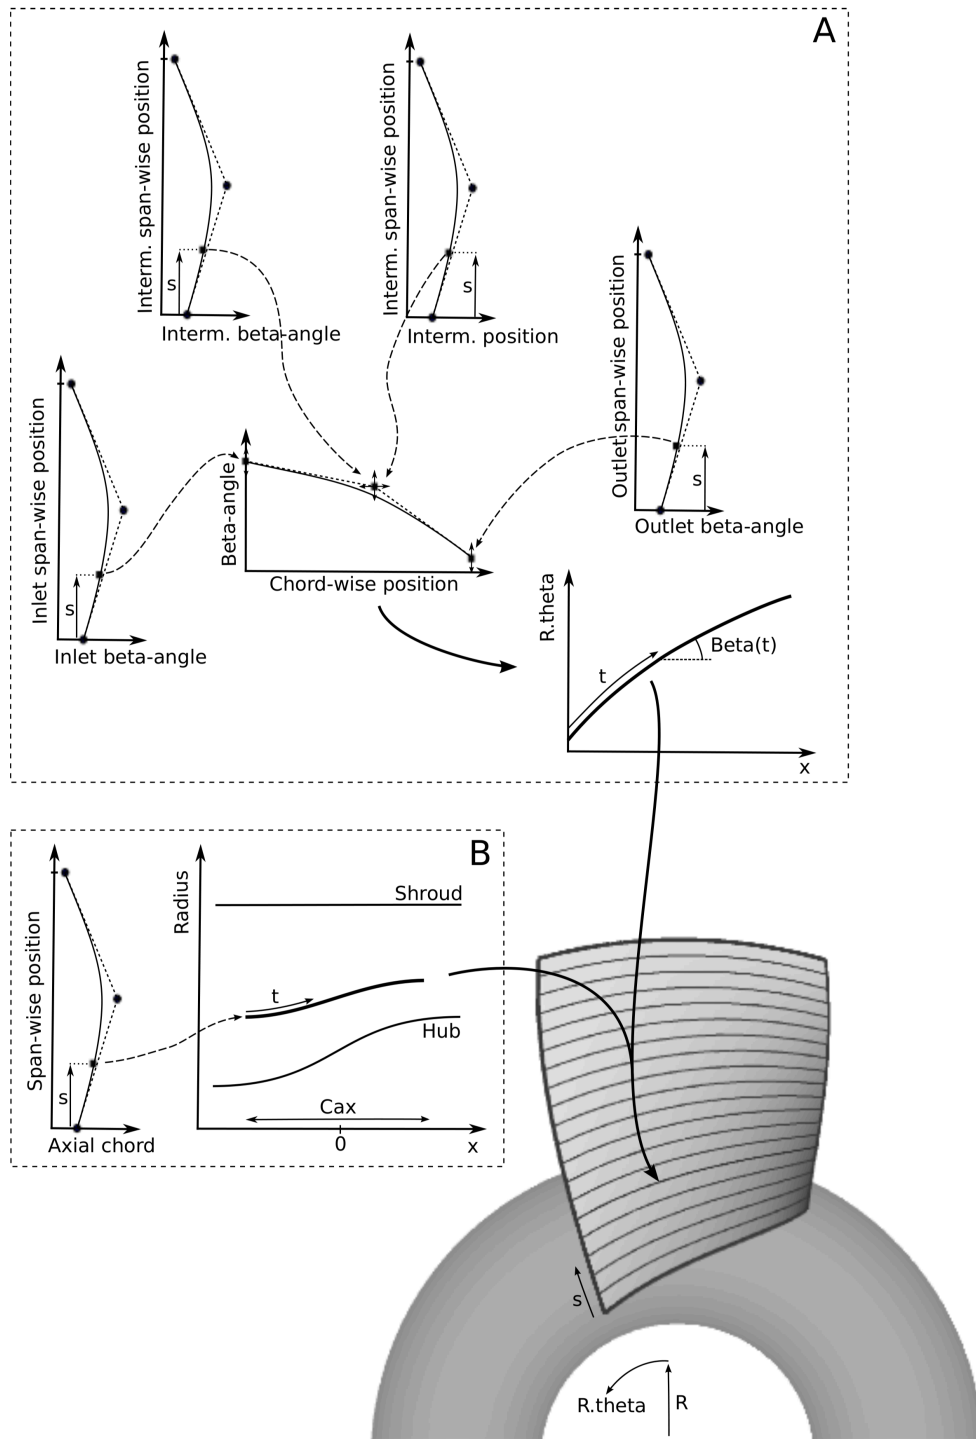 A
Interm. span-wise position
s
Interm. beta-angle
Interm. span-wise position
s
Interm. position
Outlet span-wise position
s
Outlet beta-angle
Inlet span-wise position
s
Inlet beta-angle
Beta-angle
Chord-wise position
R.theta
t
Beta(t)
x
B
Span-wise position
s
Axial chord
Radius
Shroud
t
Hub
Cax
0
x
s
R.theta
R